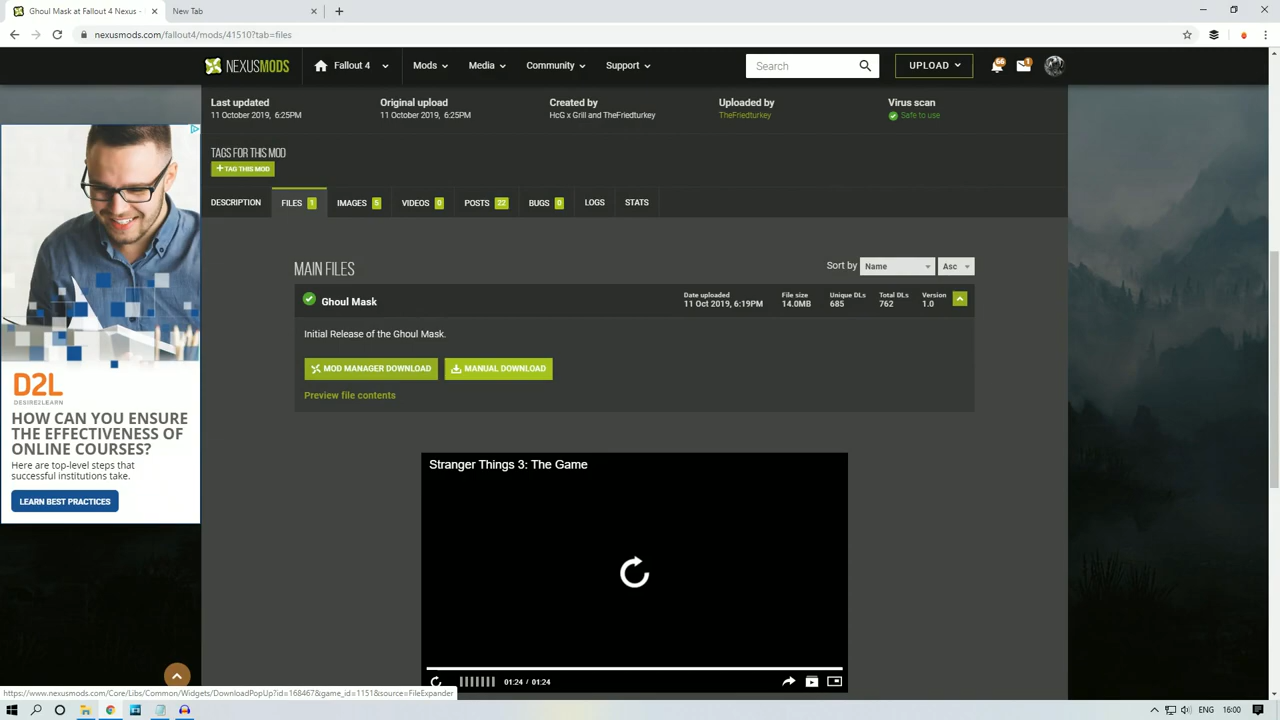 Ghoul Mask at Fallout 4 Nexus -
New Tab
nexusmods.com/fallout4/mods/41510?tab=files
NEXUSMODS
Fallout 4
Mods
Media
Community
Support
Search
UPLOAD
66
1
Last updated
11 October 2019, 6:25PM
Original upload
11 October 2019, 6:25PM
Created by
HcG x Grill and TheFriedturkey
Uploaded by
TheFriedturkey
Virus scan
Safe to use
TAGS FOR THIS MOD
+ TAG THIS MOD
DESCRIPTION
FILES 1
IMAGES 5
VIDEOS 0
POSTS 22
BUGS 0
LOGS
STATS
MAIN FILES
Sort by
Name
Asc
Ghoul Mask
Date uploaded
11 Oct 2019, 6:19PM
File size
14.0MB
Unique DLs
685
Total DLs
762
Version
1.0
Initial Release of the Ghoul Mask.
MOD MANAGER DOWNLOAD
MANUAL DOWNLOAD
Preview file contents
D2L
DESIRE2LEARN
HOW CAN YOU ENSURE
THE EFFECTIVENESS OF
ONLINE COURSES?
Here are top-level steps that
successful institutions take.
LEARN BEST PRACTICES
Stranger Things 3: The Game
01:24 / 01:24
https://www.nexusmods.com/Core/Libs/Common/Widgets/DownloadPopUp?id=168467&game_id=1151&source=FileExpander
ENG
16:00